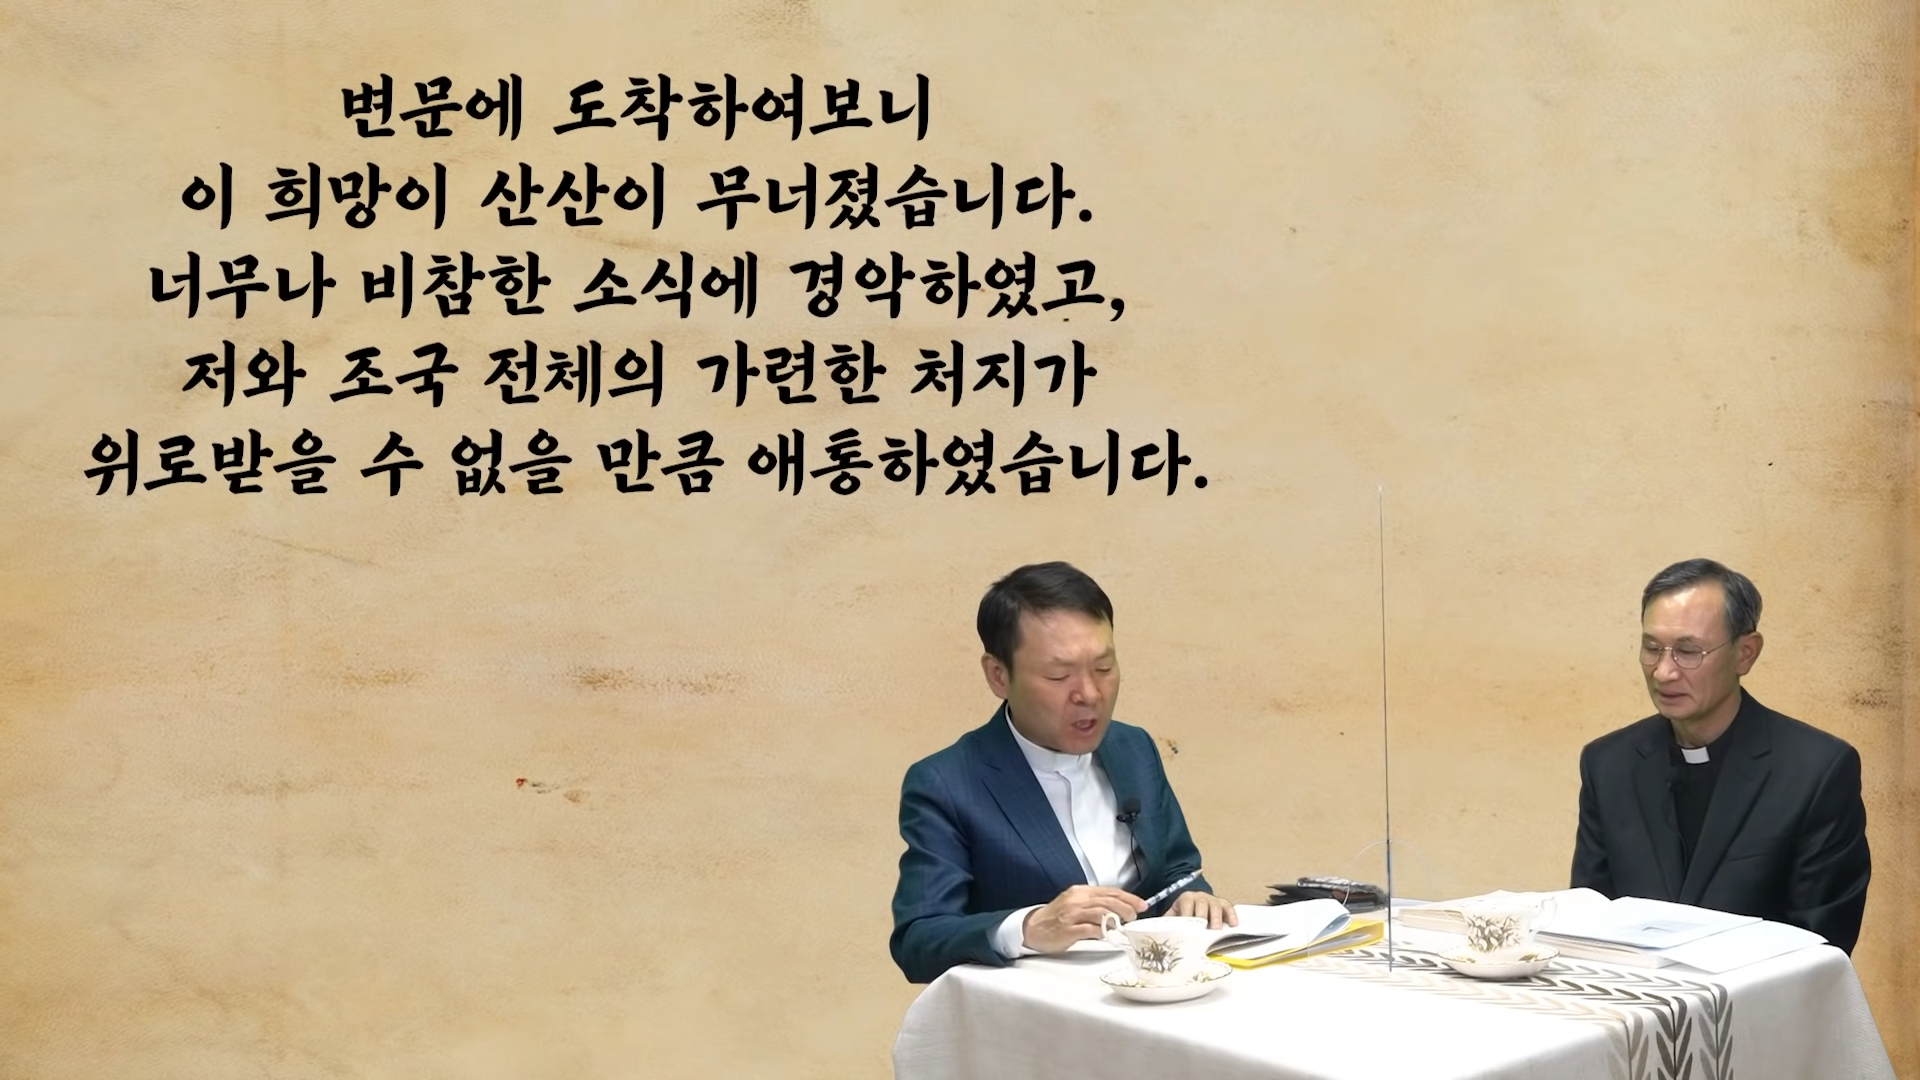 변문에 도착하여보니
이 희망이 산산이 무너졌습니다.
너무나 비참한 소식에 경악하였고,
저와 조국 전체의 가련한 처지가
위로받을 수 없을 만큼 애통하였습니다.